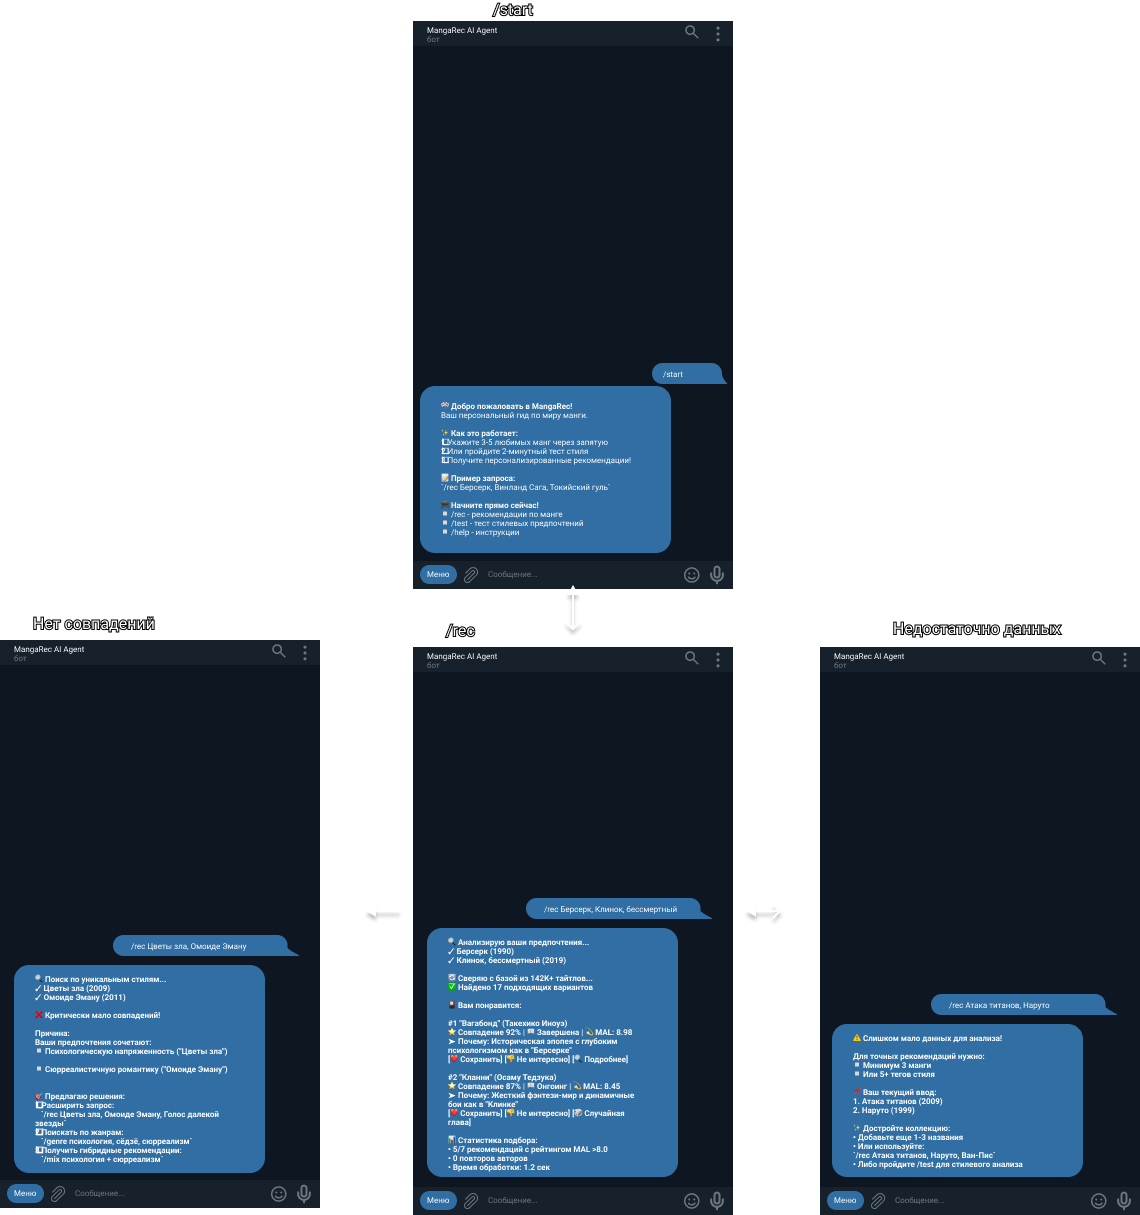 /start
MangaRec AI Agent
бот
/start
Добро пожаловать в MangaRec!
Ваш персональный гид по миру манги.
✨ Как это работает:
1️⃣Укажите 3-5 любимых манг через запятую
2️⃣Или пройдите 2-минутный тест стиля
3️⃣Получите персонализированные рекомендации!
📝 Пример запроса:
`/rec Берсерк, Винланд Сага, Токийский гуль`
Начните прямо сейчас!
◽ /rec - рекомендации по манге
◽ /test - тест стилевых предпочтений
◽ /help - инструкции
Меню
Сообщение...
Нет совпадений
MangaRec AI Agent
бот
/rec Цветы зла, Омоиде Эману
🔍 Поиск по уникальным стилям...
✓ Цветы зла (2009)
✓ Омоиде Эману (2011)
❌ Критически мало совпадений!
Причина:
Ваши предпочтения сочетают:
◽ Психологическую напряженность ("Цветы зла")
◽ Сюрреалистичную романтику ("Омоиде Эману")
🎯 Предлагаю решения:
1️⃣Расширить запрос:
`/rec Цветы зла, Омоиде Эману, Голос далекой
звезды`
2️⃣Поискать по жанрам:
`/genre психология, сёдзё, сюрреализм`
3️⃣Получить гибридные рекомендации:
`/mix психология + сюрреализм`
Меню
Сообщение...
/rec
MangaRec AI Agent
бот
/rec Берсерк, Клинок, бессмертный
🔍 Анализирую ваши предпочтения...
✓ Берсерк (1990)
✓ Клинок, бессмертный (2019)
Сверяю с базой из 142K+ тайтлов...
✅ Найдено 17 подходящих вариантов
🎴 Вам понравится:
#1 "Вагабонд" (Такехико Иноуэ)
⭐ Совпадение 92% | 📖 Завершена | 💫 MAL: 8.98
➤ Почему: Историческая эпопея с глубоким
психологизмом как в "Берсерке"
[❤️ Сохранить] [👎 Не интересно] [🔍 Подробнее]
#2 "Кланни" (Осаму Тедзука)
⭐ Совпадение 87% | 📖 Онгоинг | 💫 MAL: 8.45
➤ Почему: Жесткий фэнтези-мир и динамичные
бои как в "Клинке"
[❤️ Сохранить] [👎 Не интересно] [🎲 Случайная
глава]
📊 Статистика подбора:
• 5/7 рекомендаций с рейтингом MAL >8.0
• 0 повторов авторов
• Время обработки: 1.2 сек
Меню
Сообщение...
Недостаточно данных
MangaRec AI Agent
бот
/rec Атака титанов, Наруто
⚠️ Слишком мало данных для анализа!
Для точных рекомендаций нужно:
◽ Минимум 3 манги
◽ Или 5+ тегов стиля
📌 Ваш текущий ввод:
1. Атака титанов (2009)
2. Наруто (1999)
✨ Достройте коллекцию:
• Добавьте еще 1-3 названия
• Или используйте:
`/rec Атака титанов, Наруто, Ван-Пис`
• Либо пройдите /test для стилевого анализа
Меню
Сообщение...